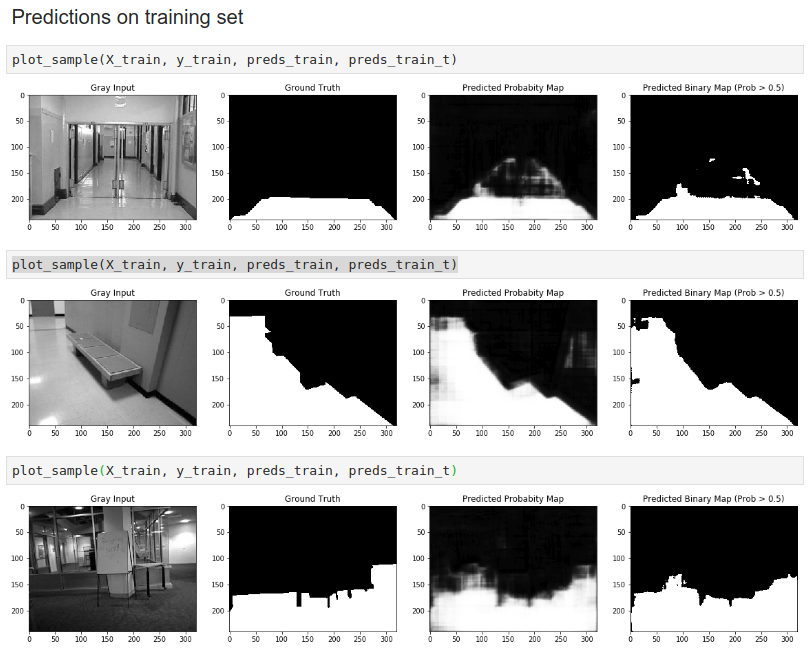 Predictions on training set
plot_sample(X_train, y_train, preds_train, preds_train_t)
Gray Input Ground Truth Predicted Probabity Map Predicted Binary Map (Prob > 0.5)
0 0 0 0
50 50 50 50
100 100 100 100
150 150 150 150
200 200 200 200
0 50 100 150 200 250 300 0 50 100 150 200 250 300 0 50 100 150 200 250 300 0 50 100 150 200 250 300
plot_sample(X_train, y_train, preds_train, preds_train_t)
Gray Input Ground Truth Predicted Probabity Map Predicted Binary Map (Prob > 0.5)
0 0 0 0
50 50 50 50
100 100 100 100
150 150 150 150
200 200 200 200
0 50 100 150 200 250 300 0 50 100 150 200 250 300 0 50 100 150 200 250 300 0 50 100 150 200 250 300
plot_sample(X_train, y_train, preds_train, preds_train_t)
Gray Input Ground Truth Predicted Probabity Map Predicted Binary Map (Prob > 0.5)
0 0 0 0
50 50 50 50
100 100 100 100
150 150 150 150
200 200 200 200
0 50 100 150 200 250 300 0 50 100 150 200 250 300 0 50 100 150 200 250 300 0 50 100 150 200 250 300